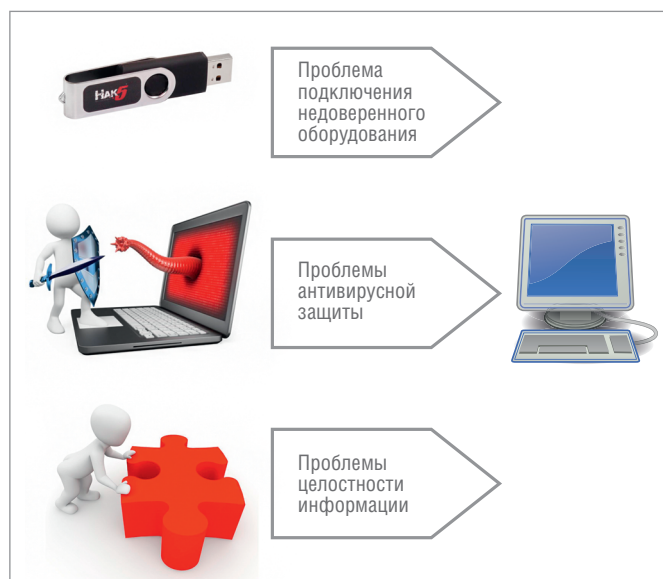 HAK5
Проблема
подключения
недоверенного
оборудования
Проблемы
антивирусной
защиты
Проблемы
целостности
информации